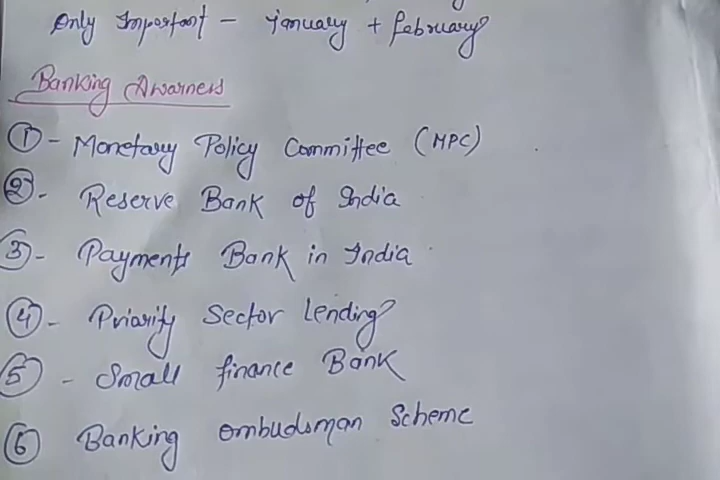 Only Important - January + February
Banking Awarness
① - Monetary Policy Committee (MPC)
② - Reserve Bank of India
③ - Payments Bank in India
④ - Priority Sector Lending
⑤ - Small finance Bank
⑥ Banking ombudsman Scheme